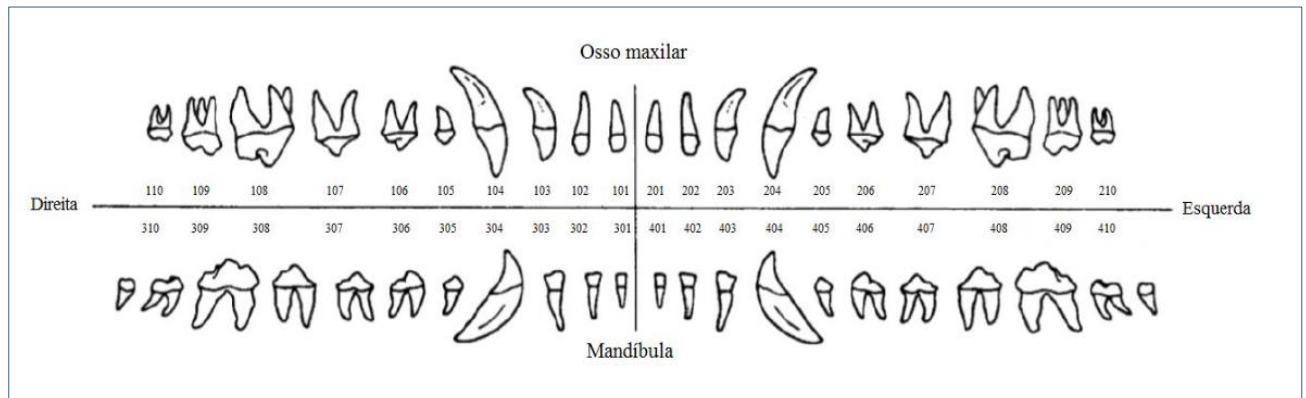 Osso maxilar
110 109 108 107 106 105 104 103 102 101 201 202 203 204 205 206 207 208 209 210
Direita
Esquerda
310 309 308 307 306 305 304 303 302 301 401 402 403 404 405 406 407 408 409 410
Mandíbula